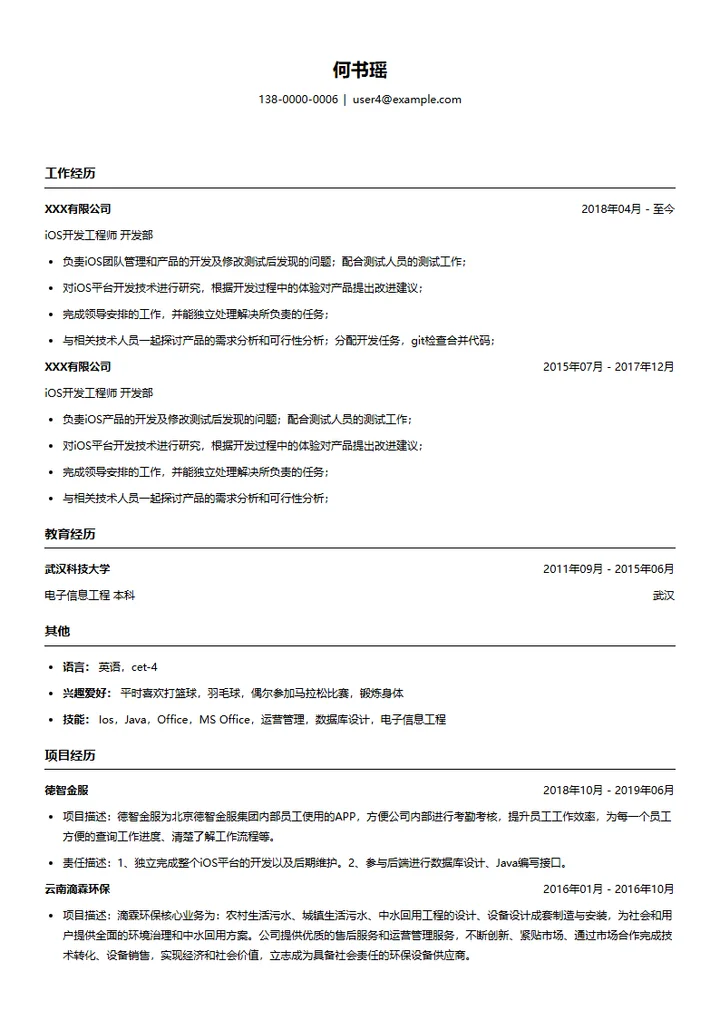 何书瑶
138-0000-0006 | user4@example.com
工作经历
XXX有限公司 2018年04月 - 至今
iOS开发工程师 开发部
• 负责iOS团队管理和产品的开发及修改测试后发现的问题；配合测试人员的测试工作；
• 对iOS平台开发技术进行研究，根据开发过程中的体验对产品提出改进建议；
• 完成领导安排的工作，并能独立处理解决所负责的任务；
• 与相关技术人员一起探讨产品的需求分析和可行性分析；分配开发任务，git检查合并代码；
XXX有限公司 2015年07月 - 2017年12月
iOS开发工程师 开发部
• 负责iOS产品的开发及修改测试后发现的问题；配合测试人员的测试工作；
• 对iOS平台开发技术进行研究，根据开发过程中的体验对产品提出改进建议；
• 完成领导安排的工作，并能独立处理解决所负责的任务；
• 与相关技术人员一起探讨产品的需求分析和可行性分析；
教育经历
武汉科技大学 2011年09月 - 2015年06月
电子信息工程 本科 武汉
其他
• 语言： 英语，cet-4
• 兴趣爱好： 平时喜欢打篮球，羽毛球，偶尔参加马拉松比赛，锻炼身体
• 技能： Ios，Java，Office，MS Office，运营管理，数据库设计，电子信息工程
项目经历
德智金服 2018年10月 - 2019年06月
• 项目描述：德智金服为北京德智金服集团内部员工使用的APP，方便公司内部进行考勤考核，提升员工工作效率，为每一个员工
方便的查询工作进度、清楚了解工作流程等。
• 责任描述：1、独立完成整个iOS平台的开发以及后期维护。2、参与后端进行数据库设计、Java编写接口。
云南滴霖环保 2016年01月 - 2016年10月
• 项目描述：滴霖环保核心业务为：农村生活污水、城镇生活污水、中水回用工程的设计、设备设计成套制造与安装，为社会和用
户提供全面的环境治理和中水回用方案。公司提供优质的售后服务和运营管理服务，不断创新、紧贴市场、通过市场合作完成技
术转化、设备销售，实现经济和社会价值，立志成为具备社会责任的环保设备供应商。